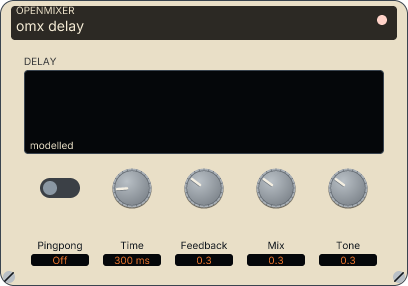 OPENMIXER
omx delay
DELAY
modelled
Pingpong Time Feedback Mix Tone
Off 300 ms 0.3 0.3 0.3